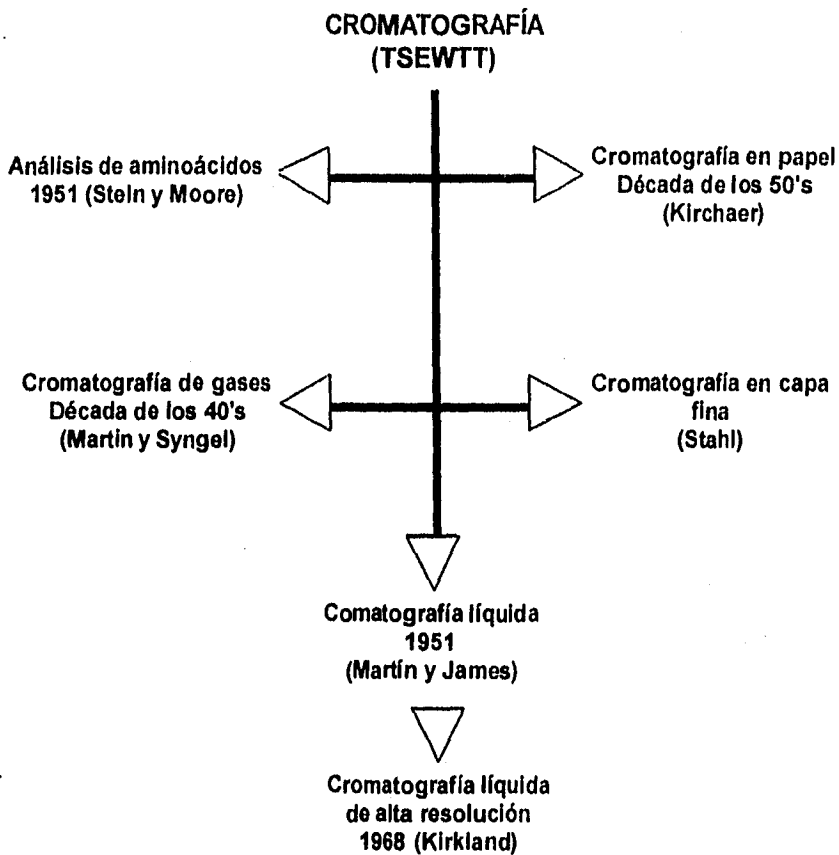 CROMATOGRAFÍA
(TSEWTT)
Análisis de aminoácidos
1951 (Stein y Moore)
Cromatografía en papel
Década de los 50's
(Kirchaer)
Cromatografía de gases
Década de los 40's
(Martin y Syngel)
Cromatografía en capa
fina
(Stahl)
Comatografía líquida
1951
(Martín y James)
Cromatografía líquida
de alta resolución
1968 (Kirkland)